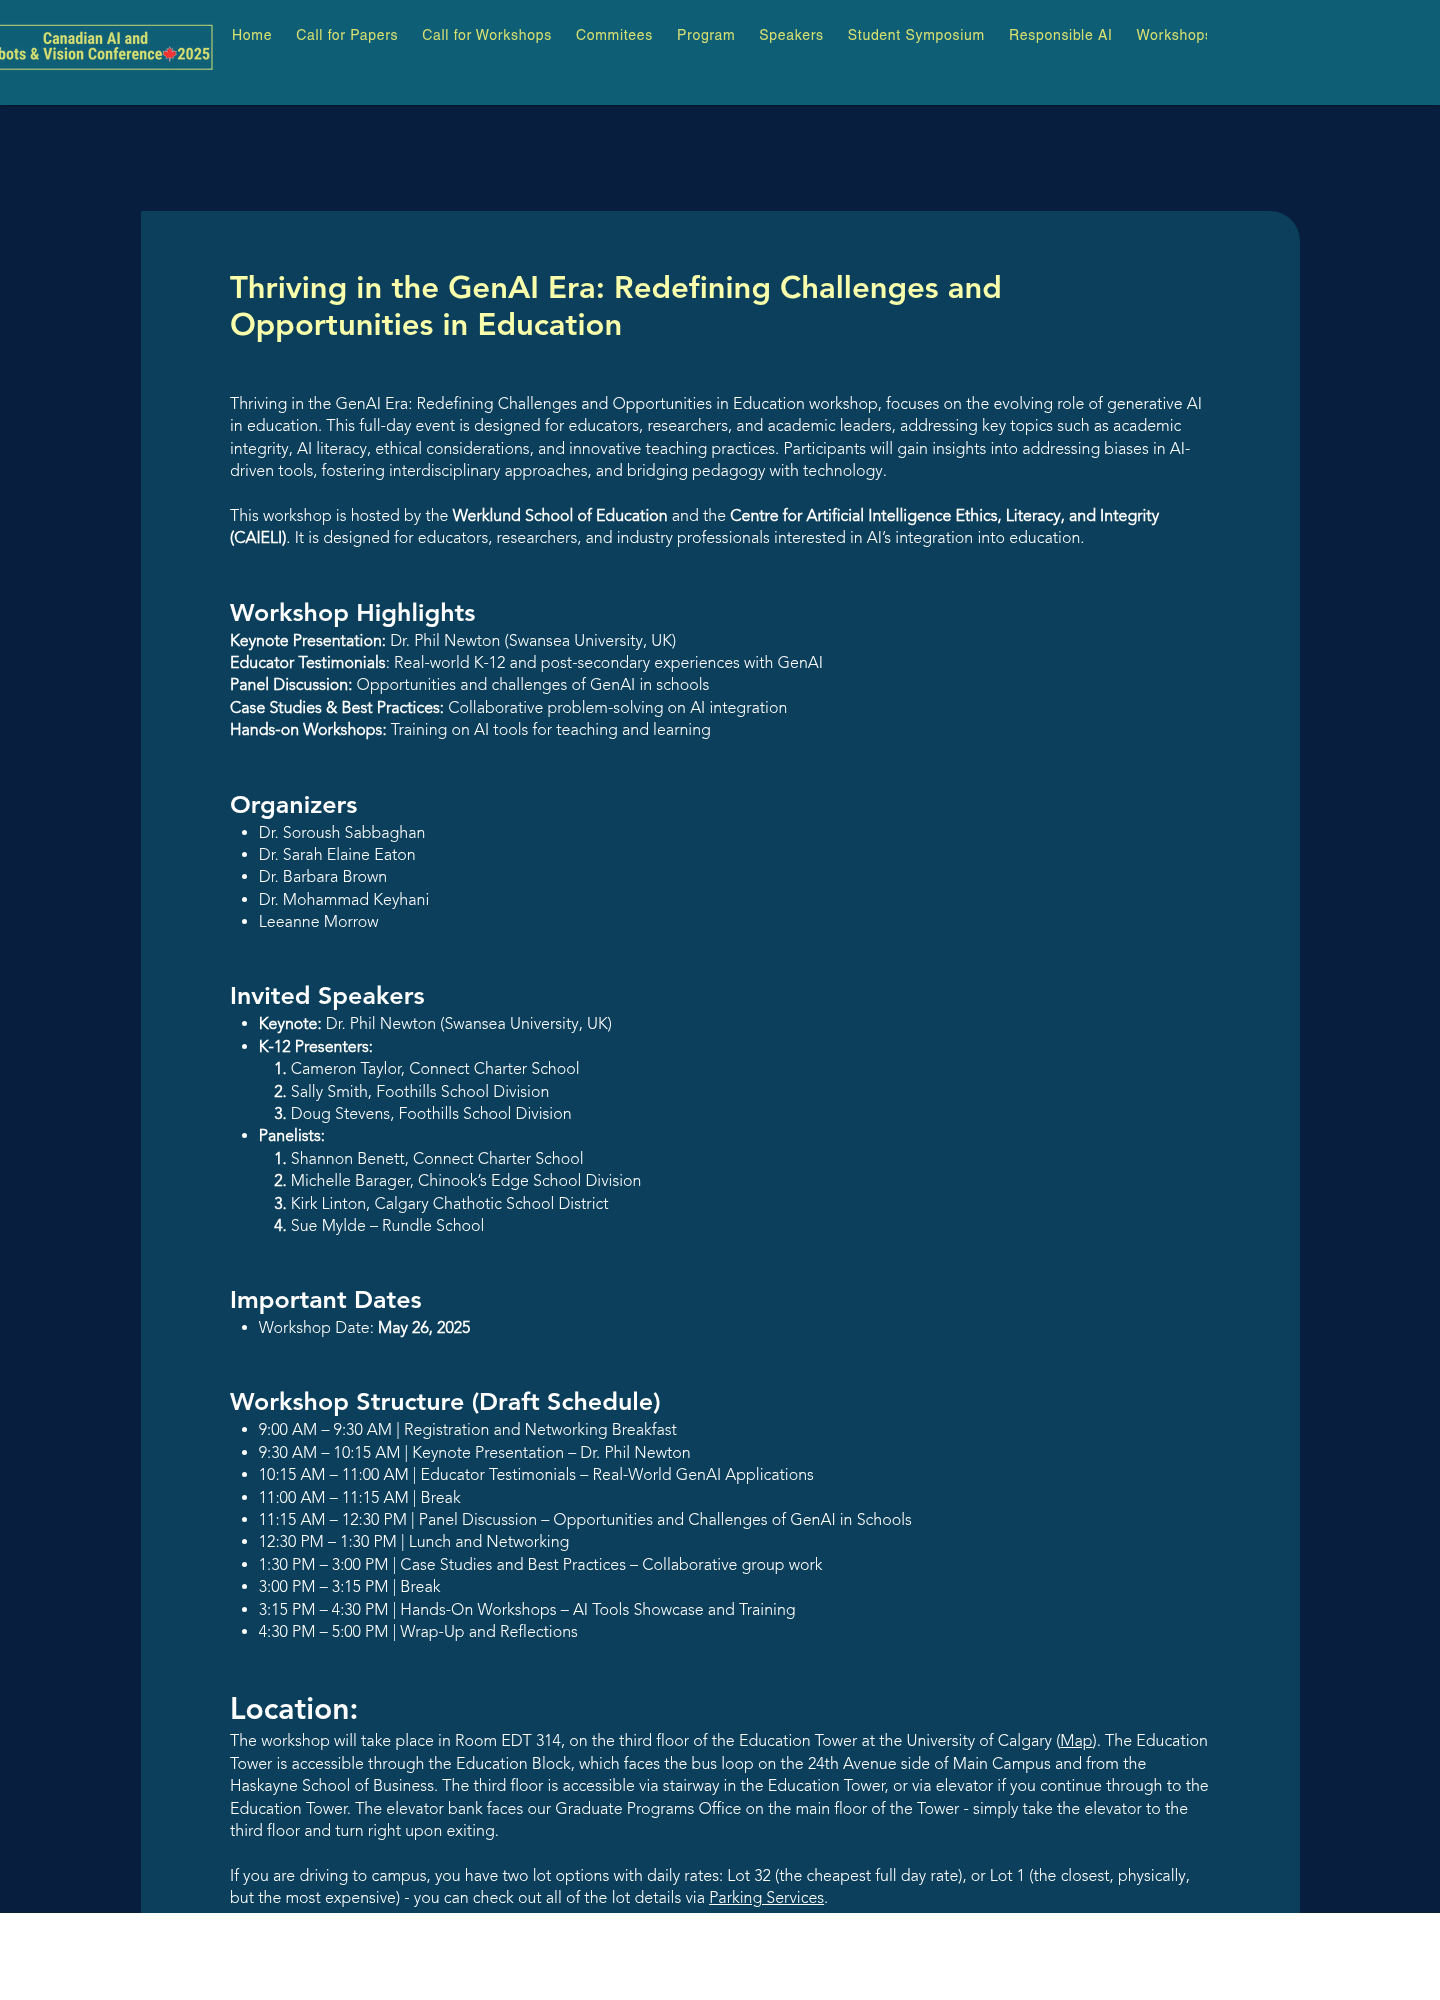 Canadian AI and
bots & Vision Conference 2025
Home Call for Papers Call for Workshops Commitees Program Speakers Student Symposium Responsible AI Workshops
Thriving in the GenAI Era: Redefining Challenges and
Opportunities in Education
Thriving in the GenAI Era: Redefining Challenges and Opportunities in Education workshop, focuses on the evolving role of generative AI
in education. This full-day event is designed for educators, researchers, and academic leaders, addressing key topics such as academic
integrity, AI literacy, ethical considerations, and innovative teaching practices. Participants will gain insights into addressing biases in AI-
driven tools, fostering interdisciplinary approaches, and bridging pedagogy with technology.
This workshop is hosted by the Werklund School of Education and the Centre for Artificial Intelligence Ethics, Literacy, and Integrity
(CAIELI). It is designed for educators, researchers, and industry professionals interested in AI’s integration into education.
Workshop Highlights
Keynote Presentation: Dr. Phil Newton (Swansea University, UK)
Educator Testimonials: Real-world K-12 and post-secondary experiences with GenAI
Panel Discussion: Opportunities and challenges of GenAI in schools
Case Studies & Best Practices: Collaborative problem-solving on AI integration
Hands-on Workshops: Training on AI tools for teaching and learning
Organizers
• Dr. Soroush Sabbaghan
• Dr. Sarah Elaine Eaton
• Dr. Barbara Brown
• Dr. Mohammad Keyhani
• Leeanne Morrow
Invited Speakers
• Keynote: Dr. Phil Newton (Swansea University, UK)
• K-12 Presenters:
1. Cameron Taylor, Connect Charter School
2. Sally Smith, Foothills School Division
3. Doug Stevens, Foothills School Division
• Panelists:
1. Shannon Benett, Connect Charter School
2. Michelle Barager, Chinook’s Edge School Division
3. Kirk Linton, Calgary Chathotic School District
4. Sue Mylde – Rundle School
Important Dates
• Workshop Date: May 26, 2025
Workshop Structure (Draft Schedule)
• 9:00 AM – 9:30 AM | Registration and Networking Breakfast
• 9:30 AM – 10:15 AM | Keynote Presentation – Dr. Phil Newton
• 10:15 AM – 11:00 AM | Educator Testimonials – Real-World GenAI Applications
• 11:00 AM – 11:15 AM | Break
• 11:15 AM – 12:30 PM | Panel Discussion – Opportunities and Challenges of GenAI in Schools
• 12:30 PM – 1:30 PM | Lunch and Networking
• 1:30 PM – 3:00 PM | Case Studies and Best Practices – Collaborative group work
• 3:00 PM – 3:15 PM | Break
• 3:15 PM – 4:30 PM | Hands-On Workshops – AI Tools Showcase and Training
• 4:30 PM – 5:00 PM | Wrap-Up and Reflections
Location:
The workshop will take place in Room EDT 314, on the third floor of the Education Tower at the University of Calgary (Map). The Education
Tower is accessible through the Education Block, which faces the bus loop on the 24th Avenue side of Main Campus and from the
Haskayne School of Business. The third floor is accessible via stairway in the Education Tower, or via elevator if you continue through to the
Education Tower. The elevator bank faces our Graduate Programs Office on the main floor of the Tower - simply take the elevator to the
third floor and turn right upon exiting.
If you are driving to campus, you have two lot options with daily rates: Lot 32 (the cheapest full day rate), or Lot 1 (the closest, physically,
but the most expensive) - you can check out all of the lot details via Parking Services.